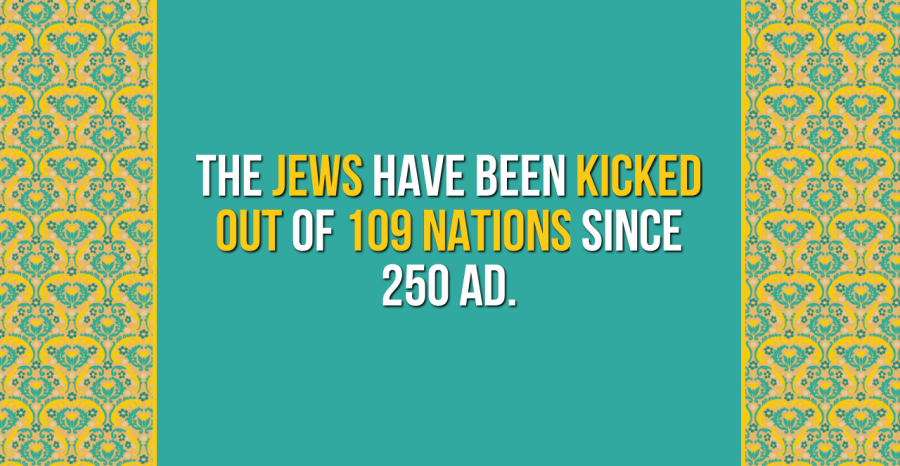 THE JEWS HAVE BEEN KICKED
OUT OF 109 NATIONS SINCE
250 AD.